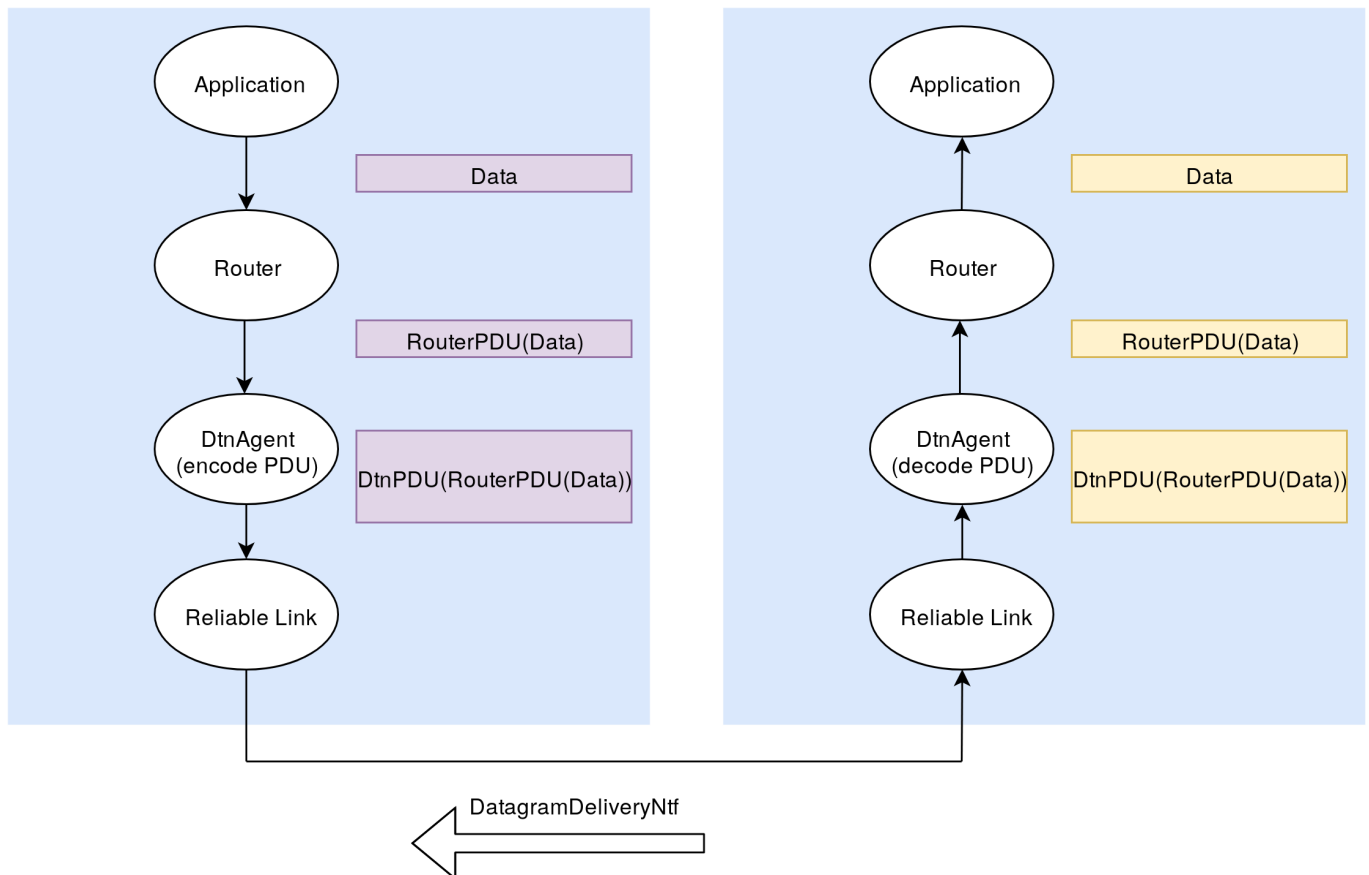 Application
Data
Router
RouterPDU(Data)
DtnAgent
(encode PDU)
DtnPDU(RouterPDU(Data))
Reliable Link
Application
Data
Router
RouterPDU(Data)
DtnAgent
(decode PDU)
DtnPDU(RouterPDU(Data))
Reliable Link
DatagramDeliveryNtf